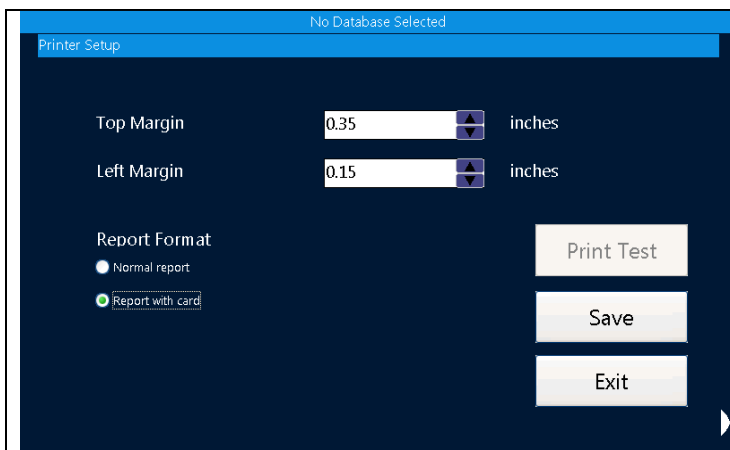 No Database Selected
Printer Setup
Top Margin 0.35 inches
Left Margin 0.15 inches
Report Format
Normal report
Report with card
Print Test
Save
Exit